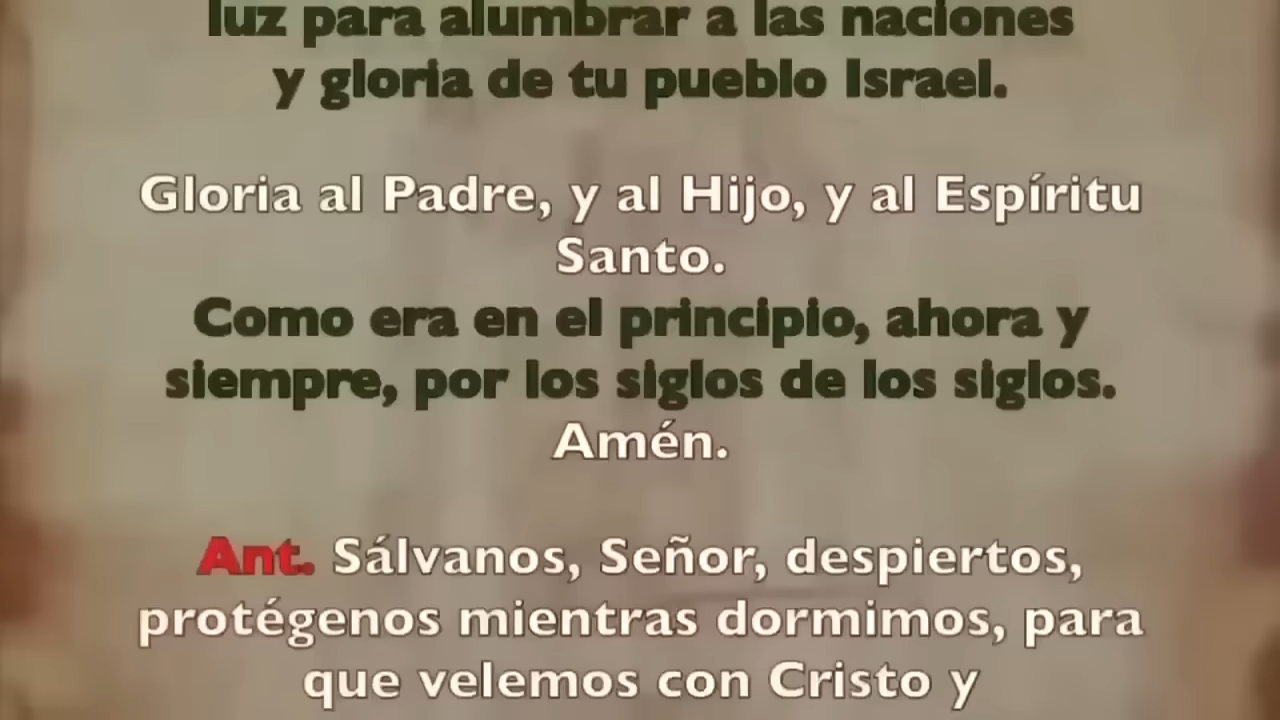 luz para alumbrar a las naciones
y gloria de tu pueblo Israel.
Gloria al Padre, y al Hijo, y al Espíritu
Santo.
Como era en el principio, ahora y
siempre, por los siglos de los siglos.
Amén.
Ant. Sálvanos, Señor, despiertos,
protégenos mientras dormimos, para
que velemos con Cristo y